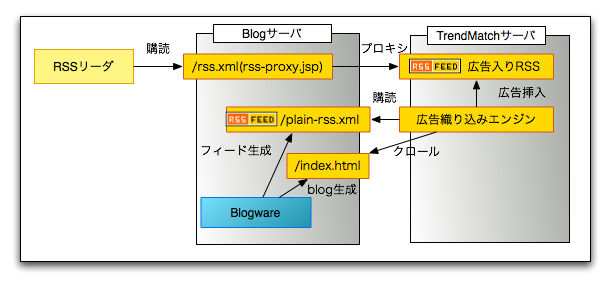 Blogサーバ
TrendMatchサーバ
RSSリーダ
購読
/rss.xml(rss-proxy.jsp)
プロキシ
RSS FEED 広告入りRSS
広告挿入
購読
RSS FEED /plain-rss.xml
広告織り込みエンジン
フィード生成
クロール
/index.html
blog生成
Blogware